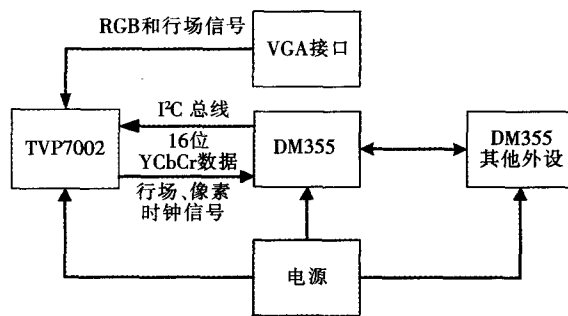 RGB和行场信号
VGA接口
I²C 总线
TVP7002
16位
YCbCr数据
DM355
DM355
其他外设
行场、像素
时钟信号
电源